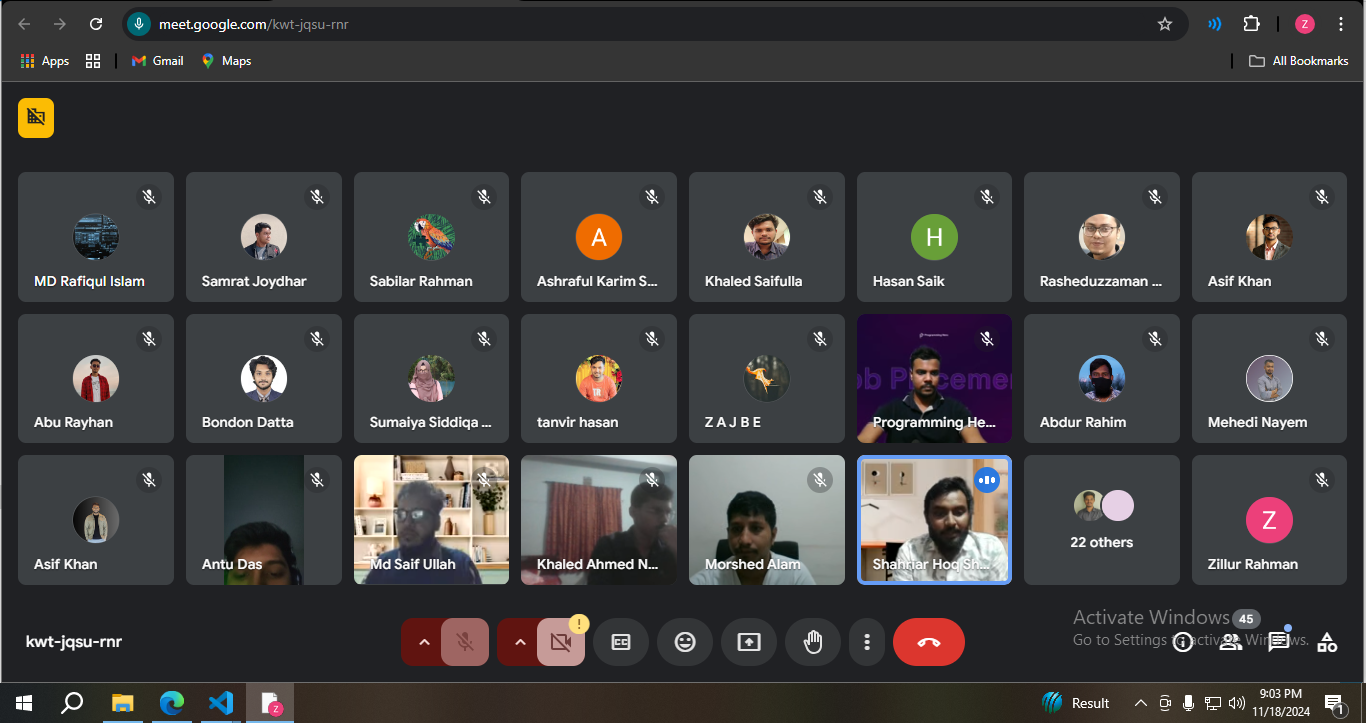 meet.google.com/kwt-jqsu-rnr
Z
Apps
Gmail
Maps
All Bookmarks
MD Rafiqul Islam
Samrat Joydhar
Sabilar Rahman
A
Ashraful Karim S...
Khaled Saifulla
H
Hasan Saik
Rasheduzzaman ...
Asif Khan
Abu Rayhan
Bondon Datta
Sumaiya Siddiqa ...
TR
tanvir hasan
Z A J B E
Programming He...
Abdur Rahim
Mehedi Nayem
Asif Khan
Antu Das
Md Saif Ullah
Khaled Ahmed N...
Morshed Alam
Shahriar Hoq Sh...
22 others
Z
Zillur Rahman
kwt-jqsu-rnr
!
CC
Activate Windows
45
Go to Settings to activate Windows.
Z
Result
9:03 PM
11/18/2024
1